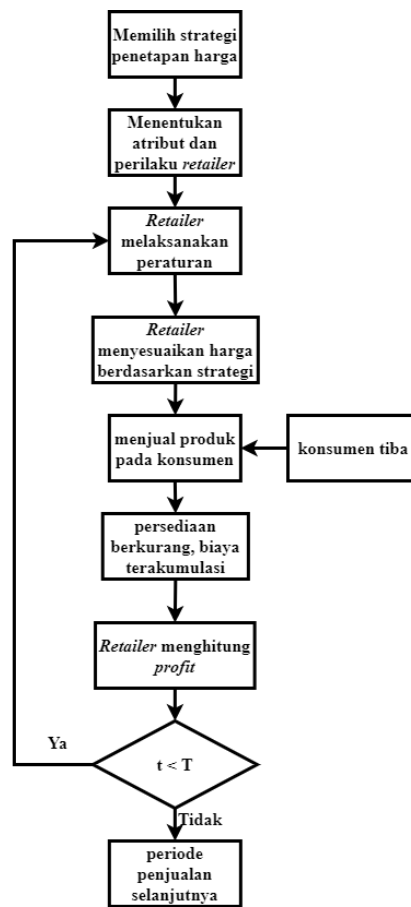 Memilih strategi
penetapan harga
Menentukan
atribut dan
perilaku retailer
Retailer
melaksanakan
peraturan
Retailer
menyesuaikan harga
berdasarkan strategi
menjual produk
pada konsumen
konsumen tiba
persediaan
berkurang, biaya
terakumulasi
Retailer menghitung
profit
Ya
t < T
Tidak
periode
penjualan
selanjutnya